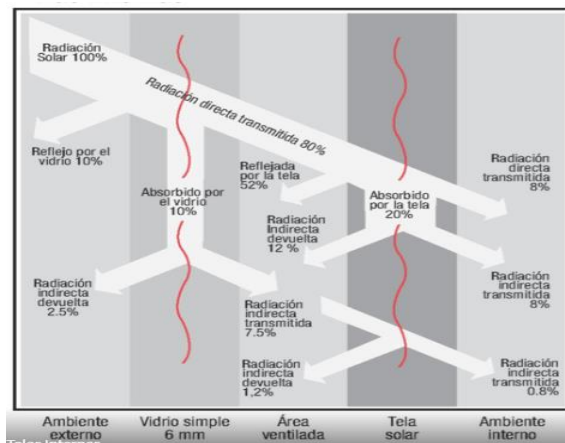 Radiación
Solar 100%
Radiación directa transmitida 80%
Reflejo por el
vidrio 10%
Absorbido por
el vidrio
10%
Reflejada
por la tela
52%
Absorbido
por la tela
20%
Radiación
directa
transmitida
8%
Radiación
Indirecta
devuelta
12 %
Radiación
indirecta
devuelta
2.5%
Radiación
indirecta
transmitida
7.5%
Radiación
indirecta
transmitida
8%
Radiación
indirecta
devuelta
1,2%
Radiación
indirecta
transmitida
0.8%
Ambiente
externo
Vidrio simple
6 mm
Área
ventilada
Tela
solar
Ambiente
interno